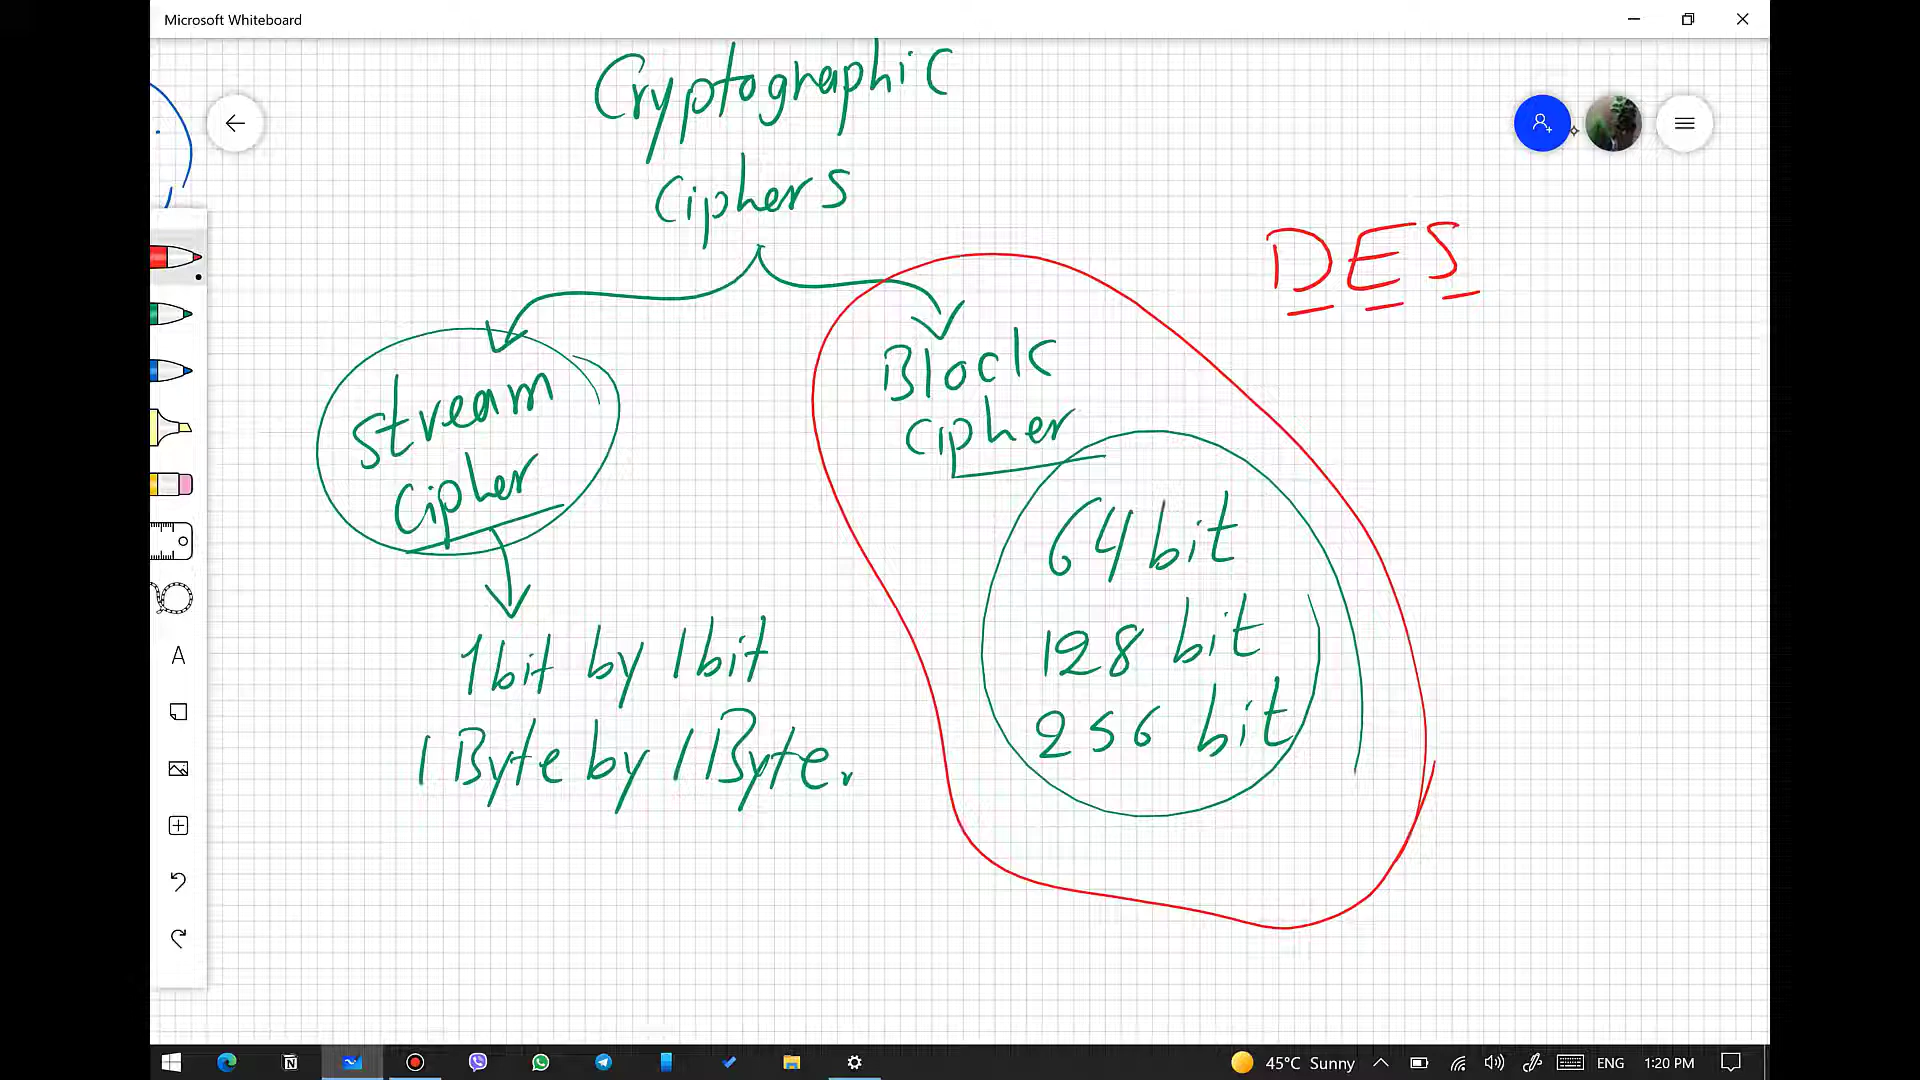 Microsoft Whiteboard
Cryptographic
Ciphers
DES
Stream
Cipher
Block
Cipher
64 bit
128 bit
256 bit
1 bit by 1 bit
1 Byte by 1 Byte.
A
45°C Sunny
ENG
1:20 PM